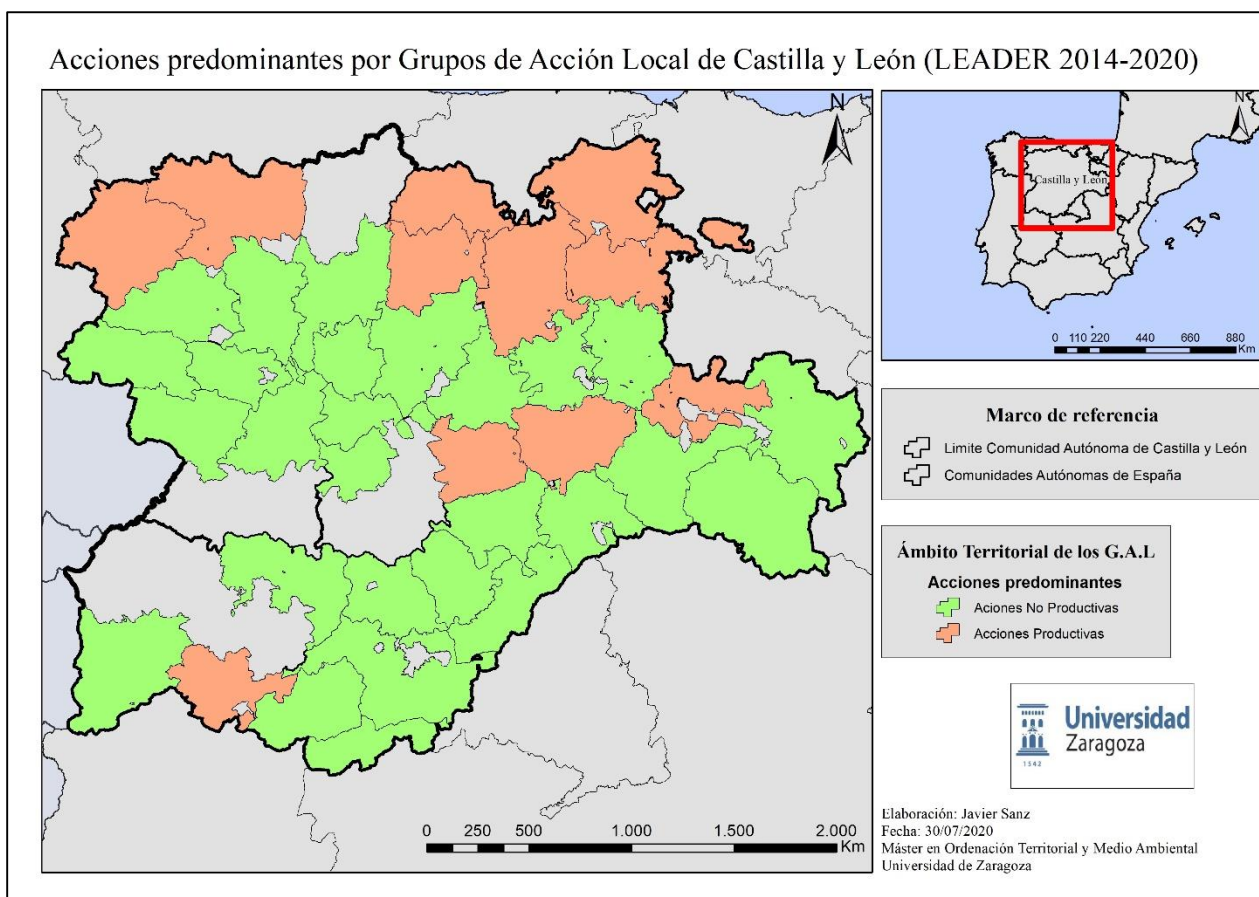 Acciones predominantes por Grupos de Acción Local de Castilla y León (LEADER 2014-2020)
N
0 250 500 1.000 1.500 2.000
Km
N
Castilla y León
0 110 220 440 660 880
Km
Marco de referencia
Limite Comunidad Autónoma de Castilla y León
Comunidades Autónomas de España
Ámbito Territorial de los G.A.L
Acciones predominantes
Aciones No Productivas
Acciones Productivas
Universidad
Zaragoza
1542
Elaboración: Javier Sanz
Fecha: 30/07/2020
Máster en Ordenación Territorial y Medio Ambiental
Universidad de Zaragoza